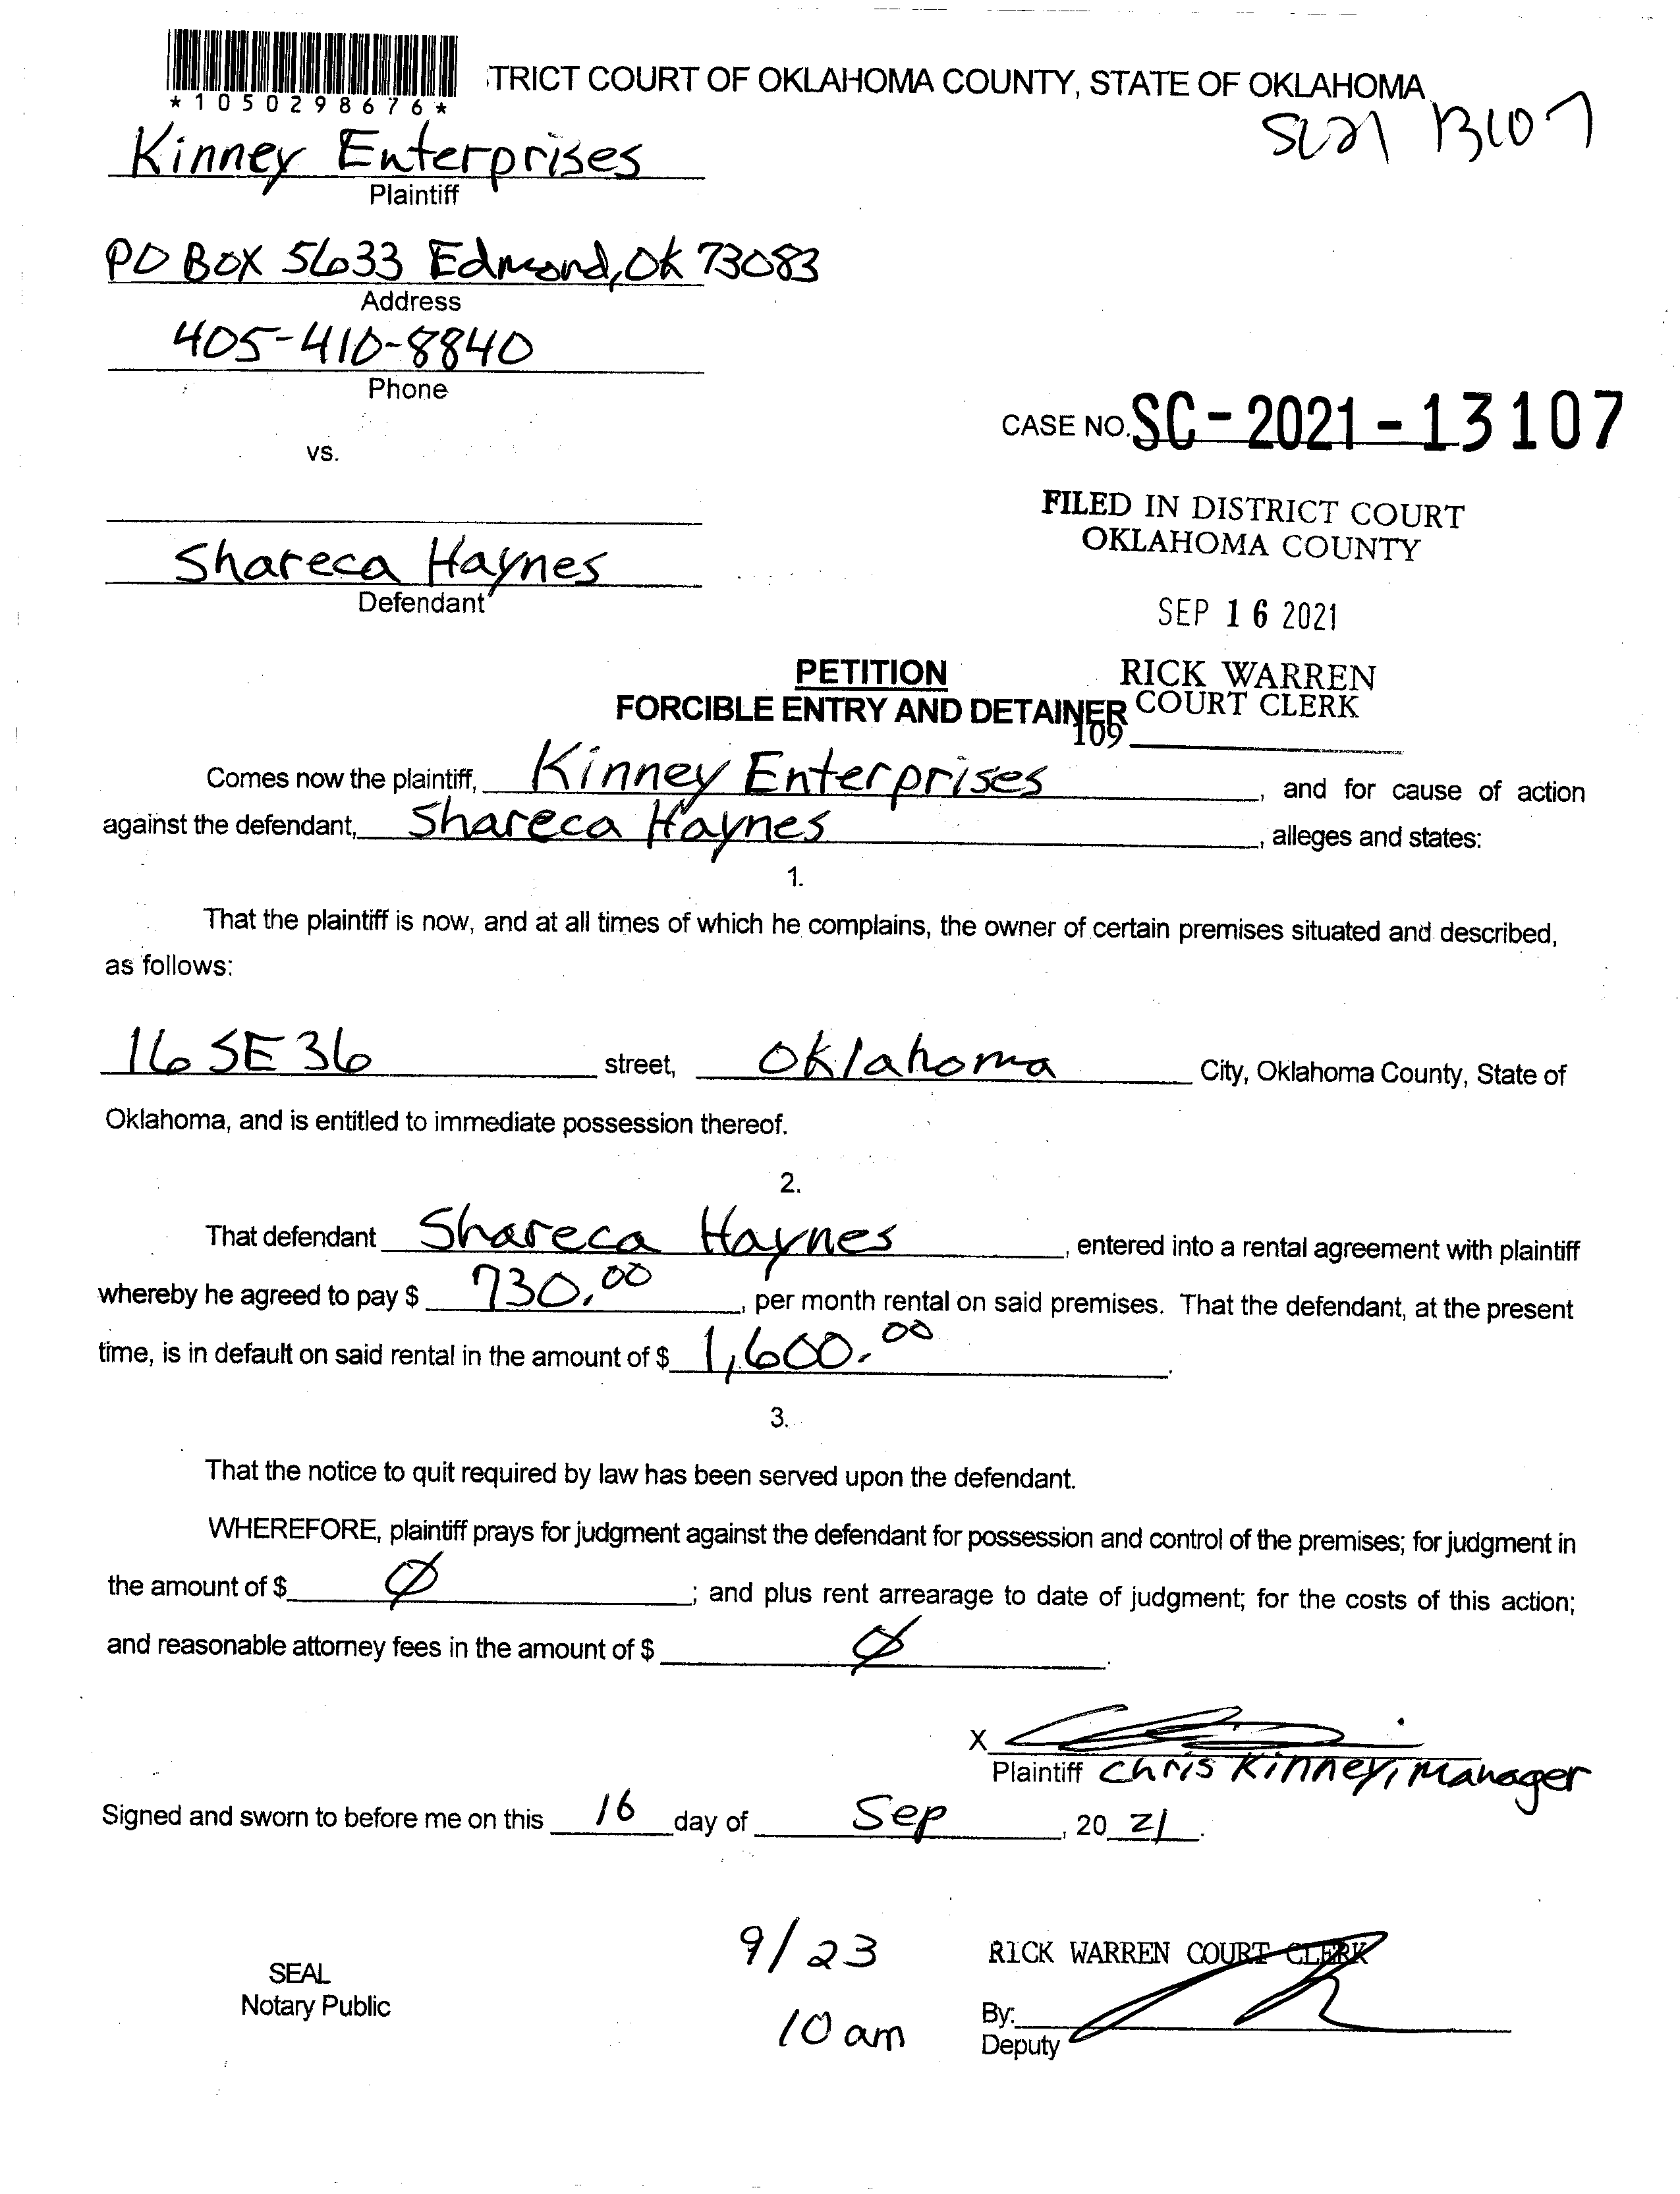 *1050298676*
TRICT COURT OF OKLAHOMA COUNTY, STATE OF OKLAHOMA
SC21 13107
Kinney Enterprises
Plaintiff
PO BOX 5633 Edmond, OK 73083
Address
405-410-8840
Phone
CASE NO. SC-2021-13107
vs.
FILED IN DISTRICT COURT
OKLAHOMA COUNTY
Shareca Haynes
Defendant
SEP 16 2021
PETITION
RICK WARREN
FORCIBLE ENTRY AND DETAINER
COURT CLERK
109
Comes now the plaintiff, Kinney Enterprises, and for cause of action
against the defendant, Shareca Haynes, alleges and states:
1.
That the plaintiff is now, and at all times of which he complains, the owner of certain premises situated and described,
as follows:
16 SE 36 street, Oklahoma City, Oklahoma County, State of
Oklahoma, and is entitled to immediate possession thereof.
2.
That defendant Shareca Haynes, entered into a rental agreement with plaintiff
whereby he agreed to pay $ 730.00, per month rental on said premises. That the defendant, at the present
time, is in default on said rental in the amount of $ 1,600.00.
3.
That the notice to quit required by law has been served upon the defendant.
WHEREFORE, plaintiff prays for judgment against the defendant for possession and control of the premises; for judgment in
the amount of $ Ø; and plus rent arrearage to date of judgment; for the costs of this action;
and reasonable attorney fees in the amount of $ Ø.
X
Plaintiff Chris Kinney, Manager
Signed and sworn to before me on this 16 day of Sep, 20 21.
9/23
RICK WARREN COURT CLERK
SEAL
Notary Public
10 am
By:
Deputy